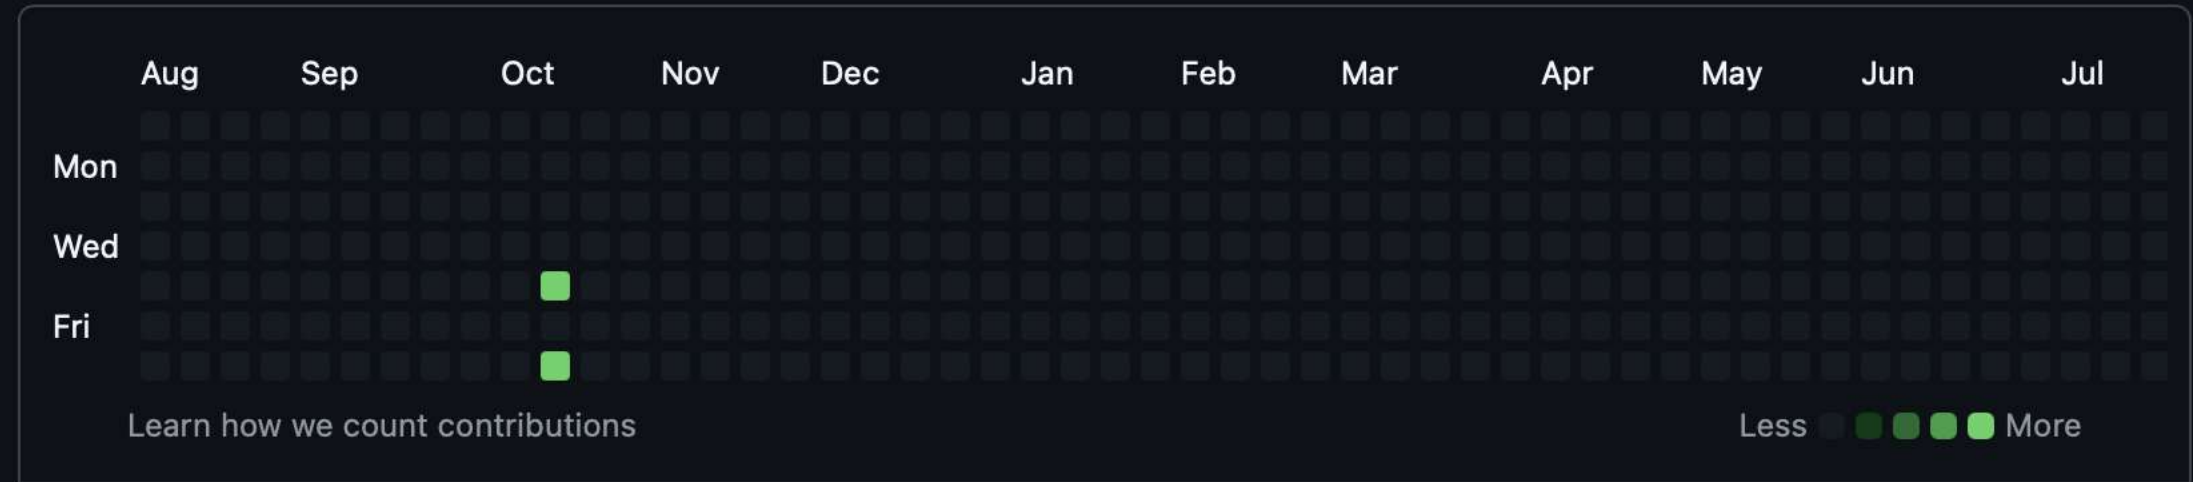 Aug Sep Oct Nov Dec Jan Feb Mar Apr May Jun Jul
Mon
Wed
Fri
Learn how we count contributions
Less More